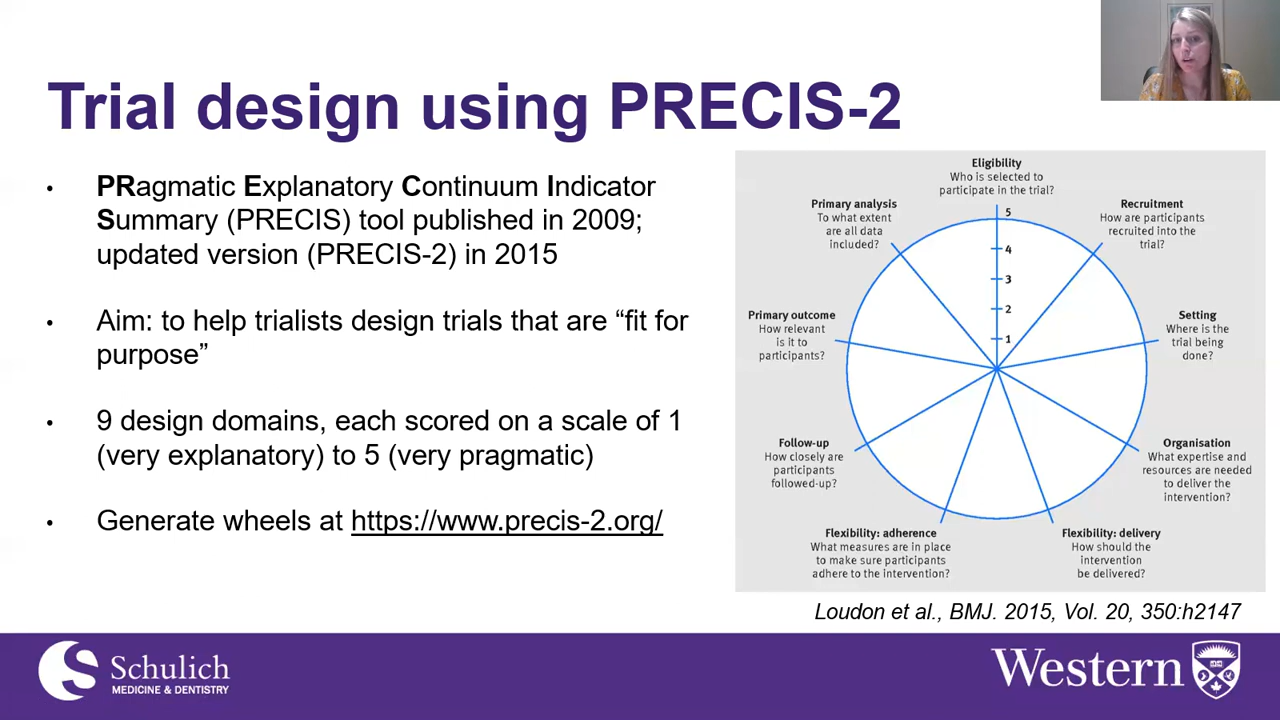 Trial design using PRECIS-2
• PRagmatic Explanatory Continuum Indicator
Summary (PRECIS) tool published in 2009;
updated version (PRECIS-2) in 2015
• Aim: to help trialists design trials that are “fit for
purpose”
• 9 design domains, each scored on a scale of 1
(very explanatory) to 5 (very pragmatic)
• Generate wheels at https://www.precis-2.org/
Eligibility
Who is selected to
participate in the trial?
Recruitment
How are participants
recruited into the
trial?
Setting
Where is the
trial being
done?
Organisation
What expertise and
resources are needed
to deliver the
intervention?
Flexibility: delivery
How should the
intervention
be delivered?
Flexibility: adherence
What measures are in place
to make sure participants
adhere to the intervention?
Follow-up
How closely are
participants
followed-up?
Primary outcome
How relevant
is it to
participants?
Primary analysis
To what extent
are all data
included?
5
4
3
2
1
Loudon et al., BMJ. 2015, Vol. 20, 350:h2147
Schulich
MEDICINE & DENTISTRY
Western